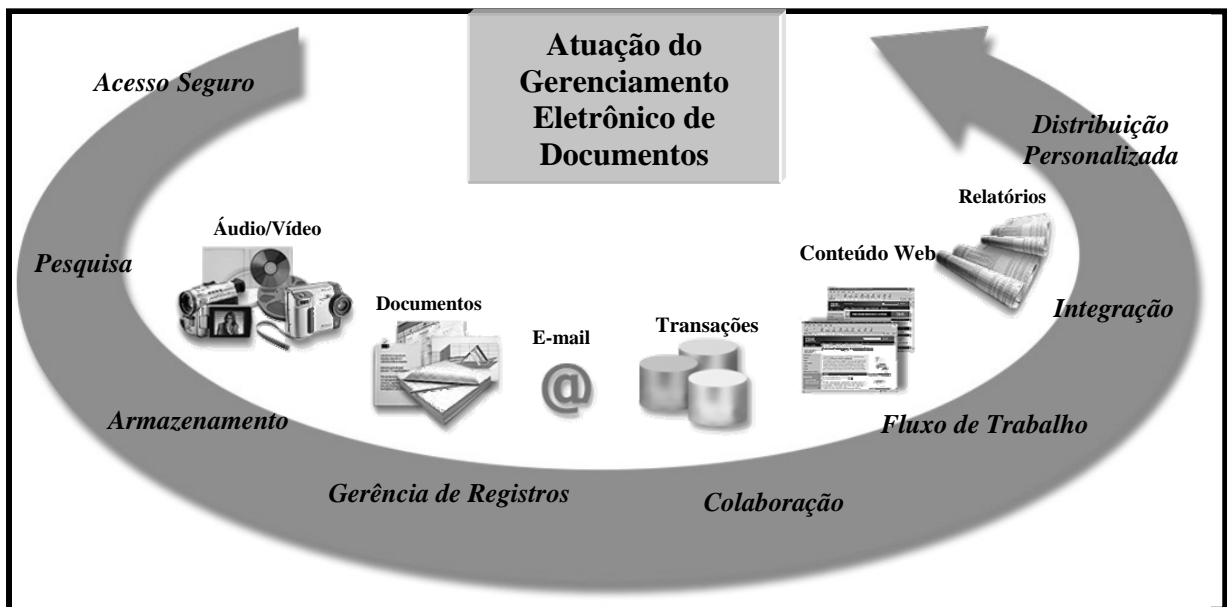 Atuação do
Gerenciamento
Eletrônico de
Documentos
Acesso Seguro
Pesquisa
Armazenamento
Gerência de Registros
Colaboração
Fluxo de Trabalho
Integração
Distribuição
Personalizada
Áudio/Vídeo
Documentos
E-mail
@
Transações
Conteúdo Web
Relatórios